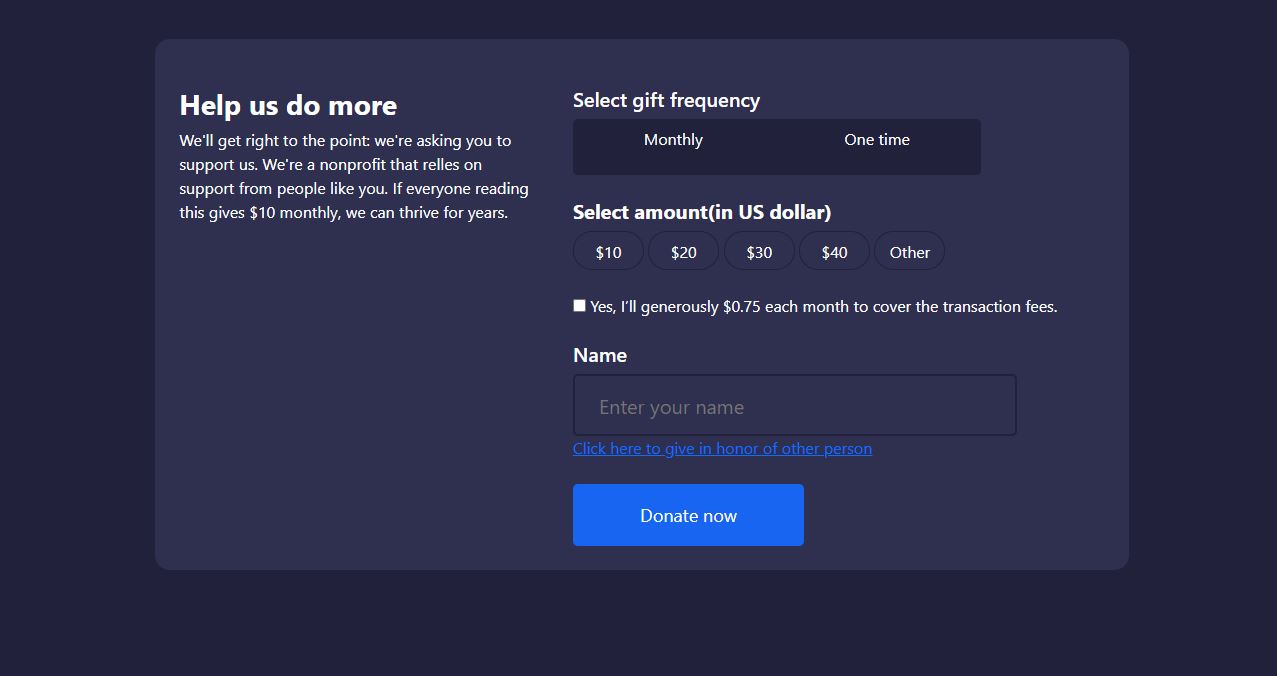 Help us do more
We'll get right to the point: we're asking you to
support us. We're a nonprofit that relles on
support from people like you. If everyone reading
this gives $10 monthly, we can thrive for years.
Select gift frequency
Monthly One time
Select amount(in US dollar)
$10 $20 $30 $40 Other
Yes, I’ll generously $0.75 each month to cover the transaction fees.
Name
Enter your name
Click here to give in honor of other person
Donate now